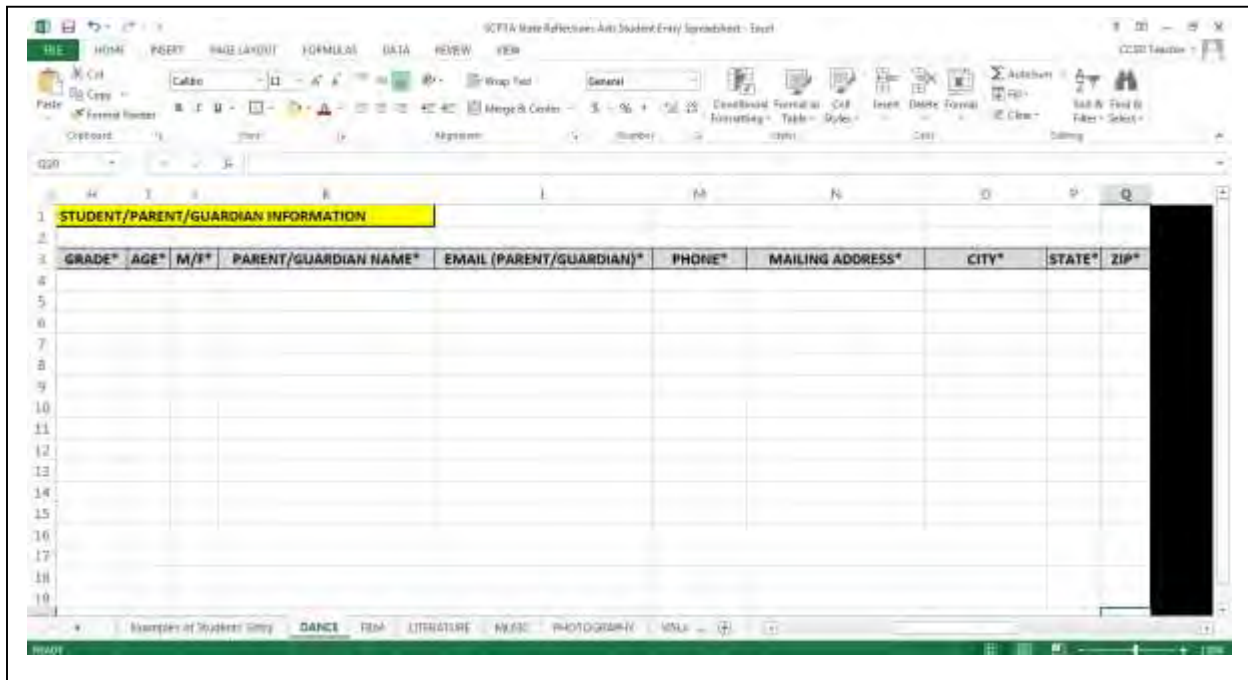 SCPTA State Reflections Arts Student Entry Spreadsheet - Excel
FILE HOME INSERT PAGE LAYOUT FORMULAS DATA REVIEW VIEW
CCSD Teacher
Cut
Copy
Paste
Format Painter
Calibri 11
B I U
Wrap Text
Merge & Center
General
$ %
Conditional Formatting
Format as Table
Cell Styles
Insert Delete Format
AutoSum
Fill
Clear
Sort & Filter
Find & Select
Clipboard Font Alignment Number Styles Cells Editing
Q20
H I J K L M N O P Q
1 STUDENT/PARENT/GUARDIAN INFORMATION
2
3 GRADE* AGE* M/F* PARENT/GUARDIAN NAME* EMAIL (PARENT/GUARDIAN)* PHONE* MAILING ADDRESS* CITY* STATE* ZIP*
4
5
6
7
8
9
10
11
12
13
14
15
16
17
18
19
Examples of Students Entry DANCE FILM LITERATURE MUSIC PHOTOGRAPHY
READY